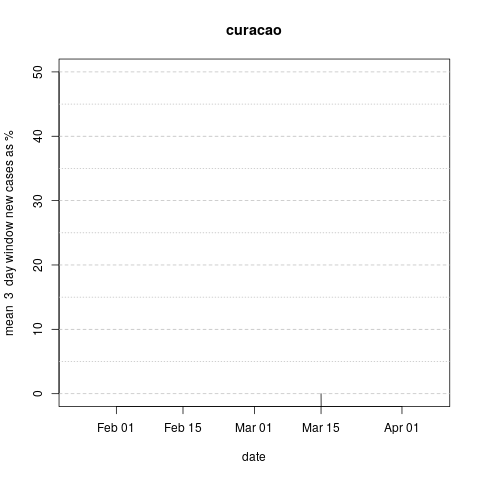 curacao
mean  3  day window new cases as %
50
40
30
20
10
0
Feb 01
Feb 15
Mar 01
Mar 15
Apr 01
date